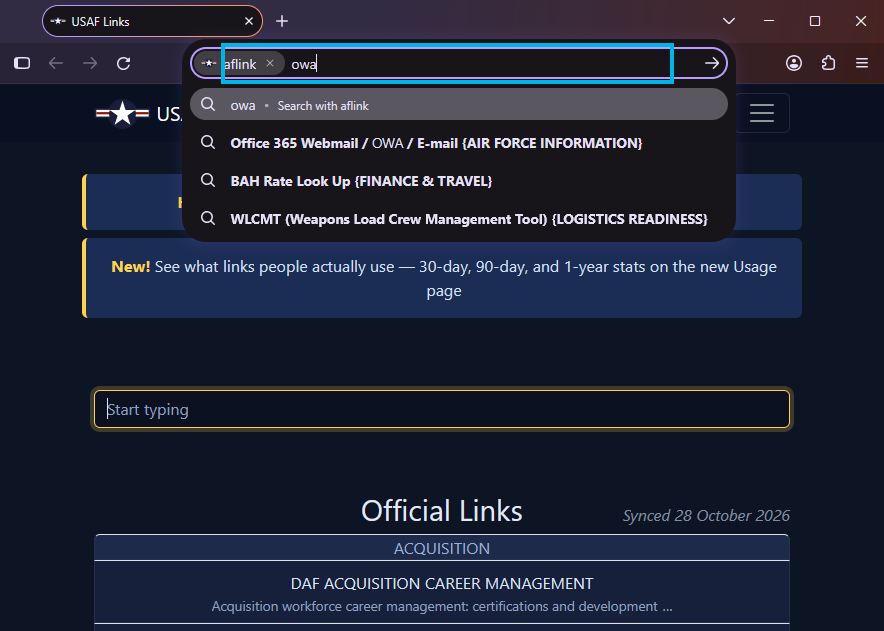 USAF Links
aflink owa
owa - Search with aflink
Office 365 Webmail / OWA / E-mail {AIR FORCE INFORMATION}
BAH Rate Look Up {FINANCE & TRAVEL}
WLCMT (Weapons Load Crew Management Tool) {LOGISTICS READINESS}
New! See what links people actually use — 30-day, 90-day, and 1-year stats on the new Usage
page
Start typing
Official Links
Synced 28 October 2026
ACQUISITION
DAF ACQUISITION CAREER MANAGEMENT
Acquisition workforce career management: certifications and development ...